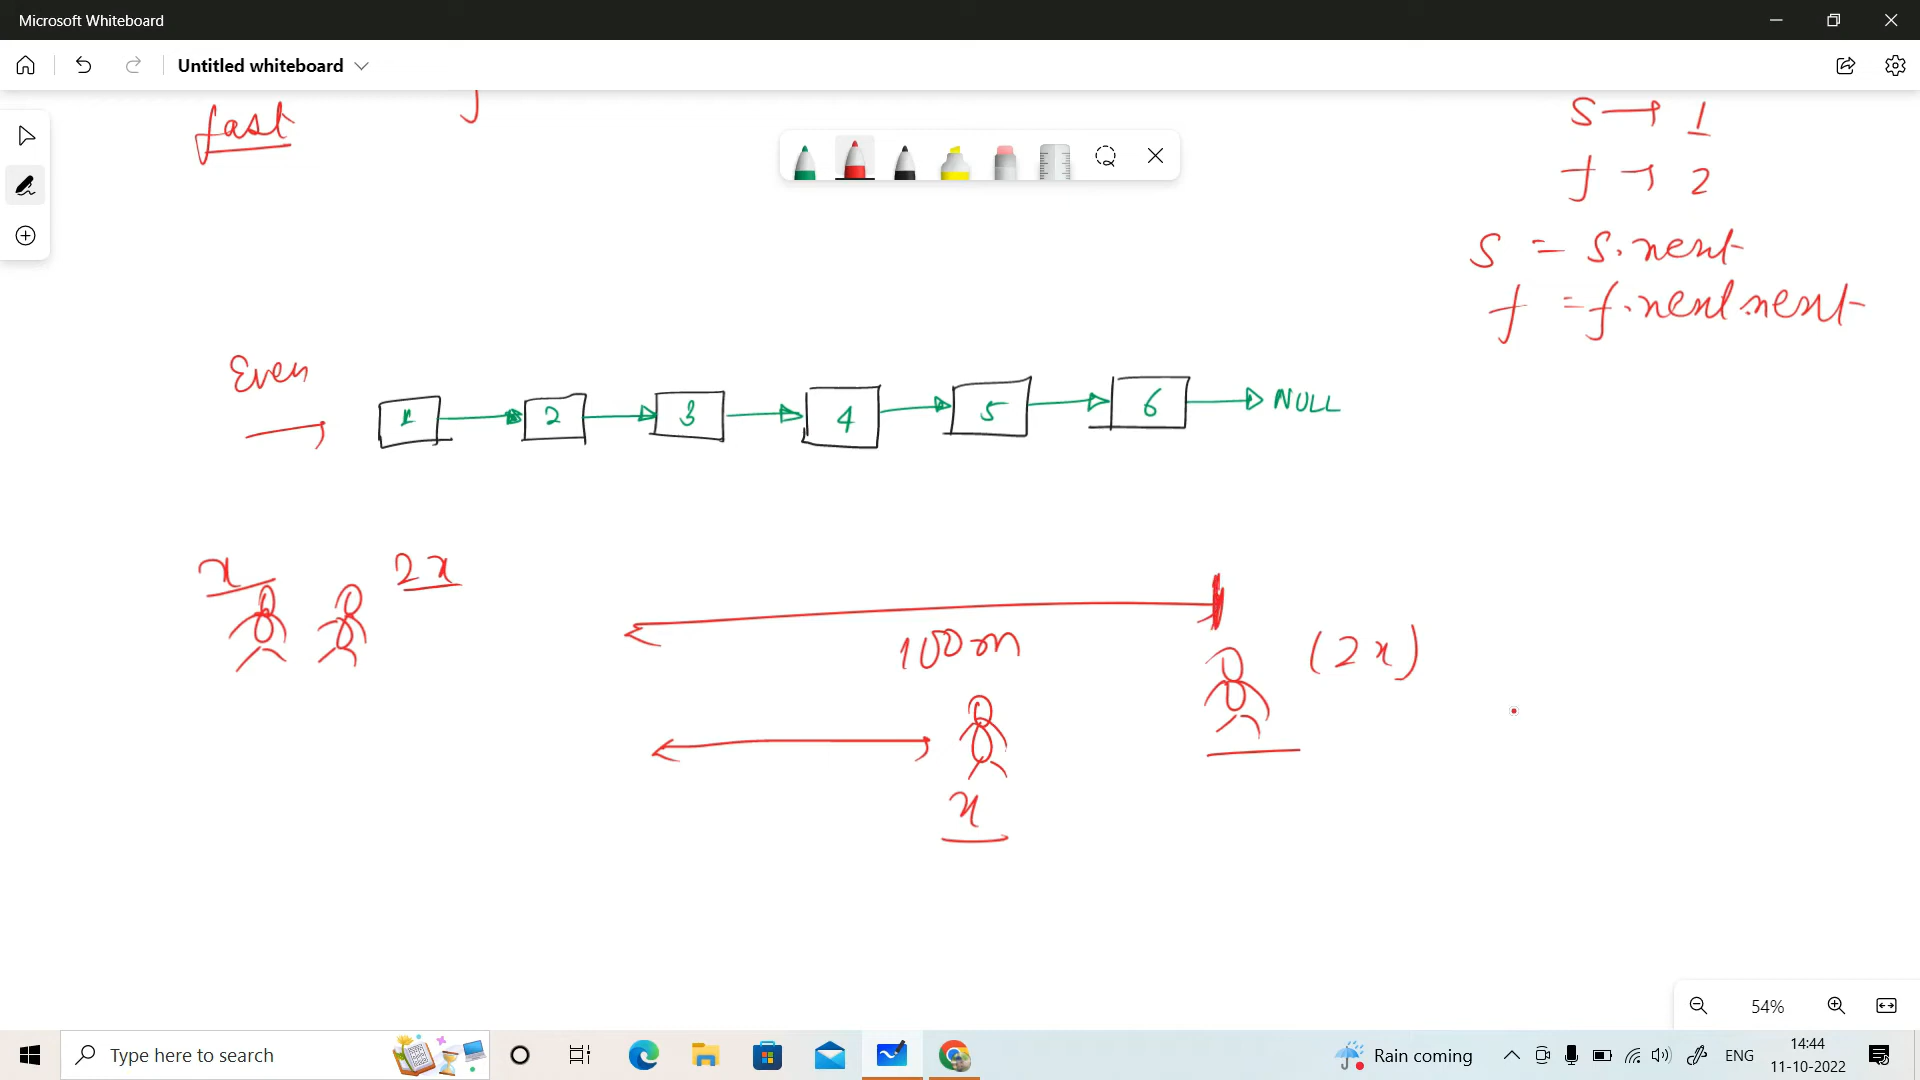 Microsoft Whiteboard
Untitled whiteboard
fast
f
S → 1
f → 2
S = S.next
f = f.next.next
Even
1 2 3 4 5 6 NULL
x 2x
100m
(2x)
x
54%
Type here to search
Rain coming
ENG
14:44
11-10-2022